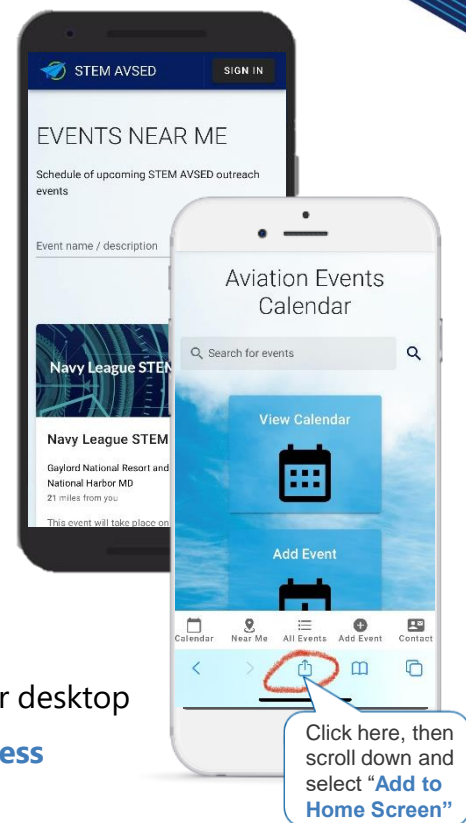 STEM AVSED
SIGN IN
EVENTS NEAR ME
Schedule of upcoming STEM AVSED outreach
events
Event name / description
Navy League STEM
Navy League STEM
Gaylord National Resort and
National Harbor MD
21 miles from you
This event will take place on
Aviation Events
Calendar
Search for events
View Calendar
Add Event
Calendar
Near Me
All Events
Add Event
Contact
desktop
Click here, then
scroll down and
select “Add to
Home Screen”